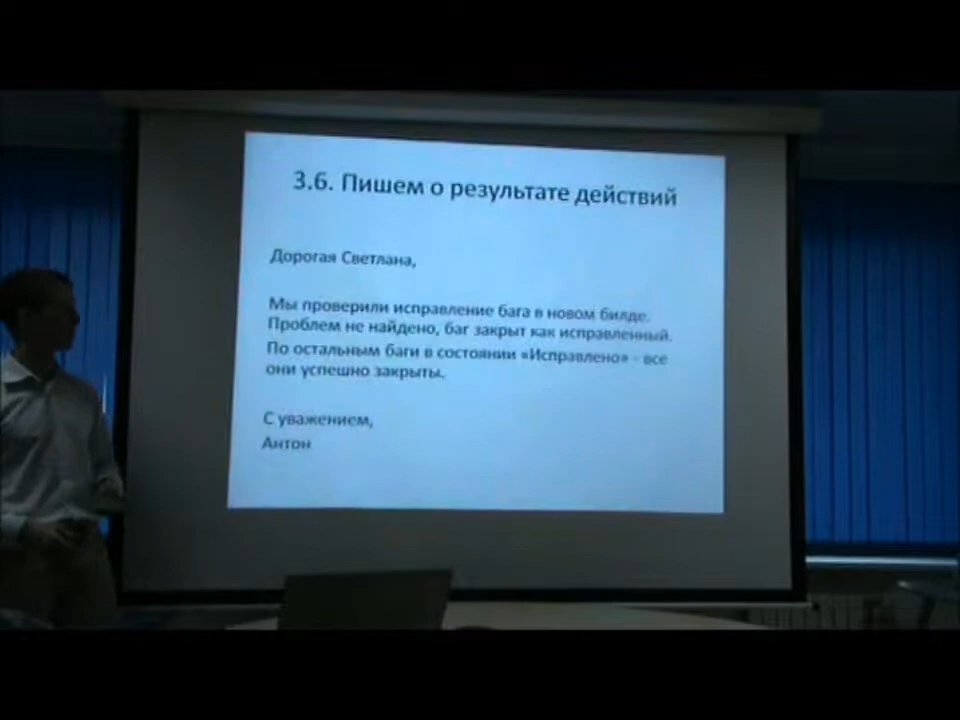 3.6. Пишем о результате действий
Дорогая Светлана,
Мы проверили исправление бага в новом билде.
Проблем не найдено, баг закрыт как исправленный.
По остальным баги в состоянии «Исправлено» - все
они успешно закрыты.
С уважением,
Антон